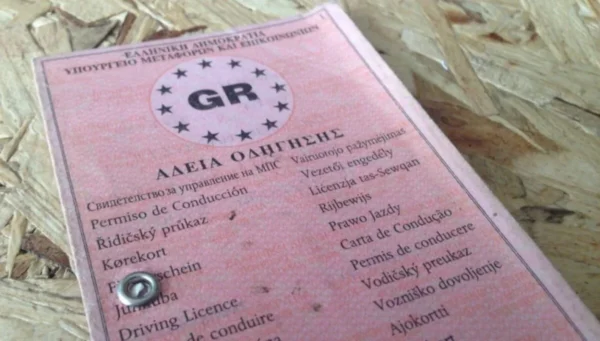 ΕΛΛΗΝΙΚΗ ΔΗΜΟΚΡΑΤΙΑ
ΥΠΟΥΡΓΕΙΟ ΜΕΤΑΦΟΡΩΝ ΚΑΙ ΕΠΙΚΟΙΝΩΝΙΩΝ
GR
ΑΔΕΙΑ ΟΔΗΓΗΣΗΣ
Свидетелство за управление на МПС
Permiso de Conducción
Řidičský průkaz
Kørekort
Driving Licence
de conduire
Vairuotojo pažymėjimas
Vezetői engedély
Liċenzja tas-Sewqan
Rijbewijs
Prawo Jazdy
Carta de Condução
Permis de conducere
Vodičský preukaz
Vozniško dovoljenje
Ajokortti